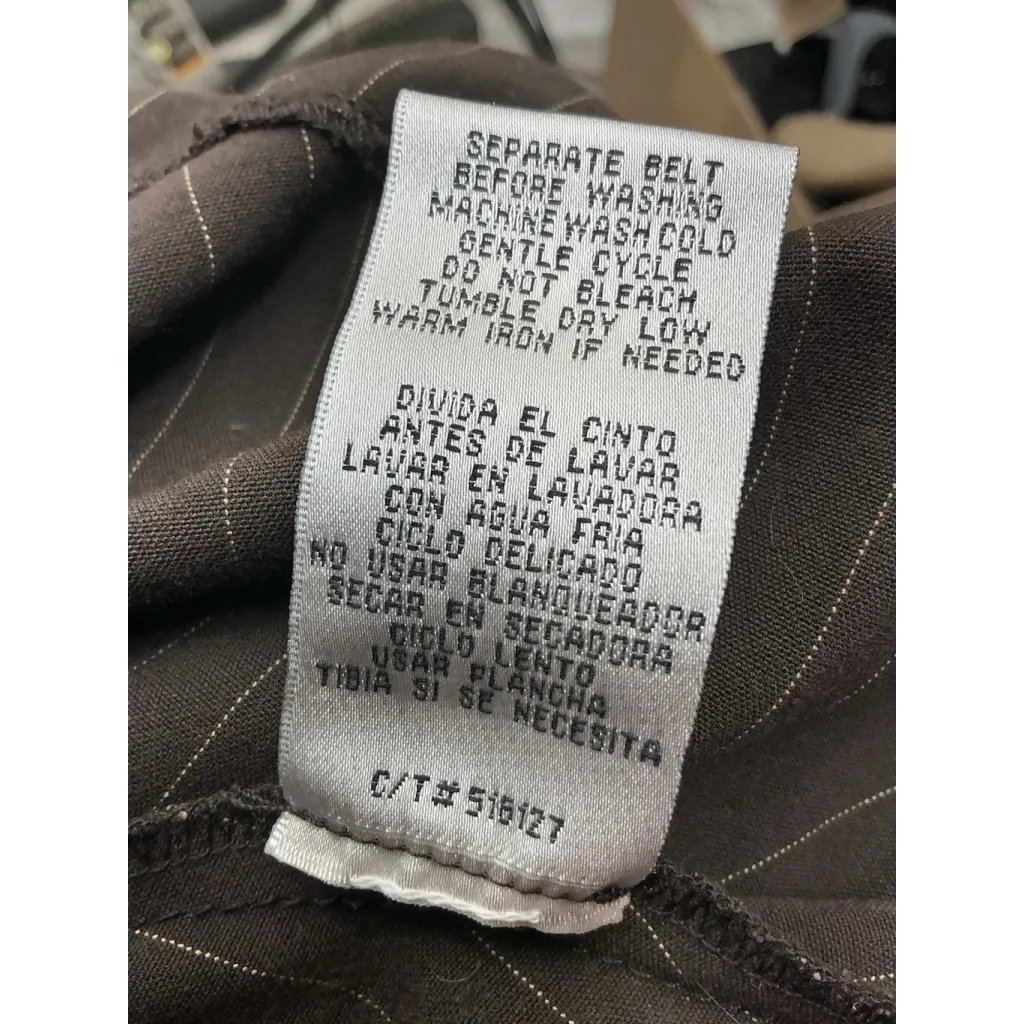 SEPARATE BELT
BEFORE WASHING
MACHINE WASH COLD
GENTLE CYCLE
DO NOT BLEACH
TUMBLE DRY LOW
WARM IRON IF NEEDED
DIVIDA EL CINTO
ANTES DE LAVAR
LAVAR EN LAVADORA
CON AGUA FRIA
CICLO DELICADO
NO USAR BLANQUEADOR
SECAR EN SECADORA
CICLO LENTO
USAR PLANCHA
TIBIA SI SE NECESITA
C/T# 516127